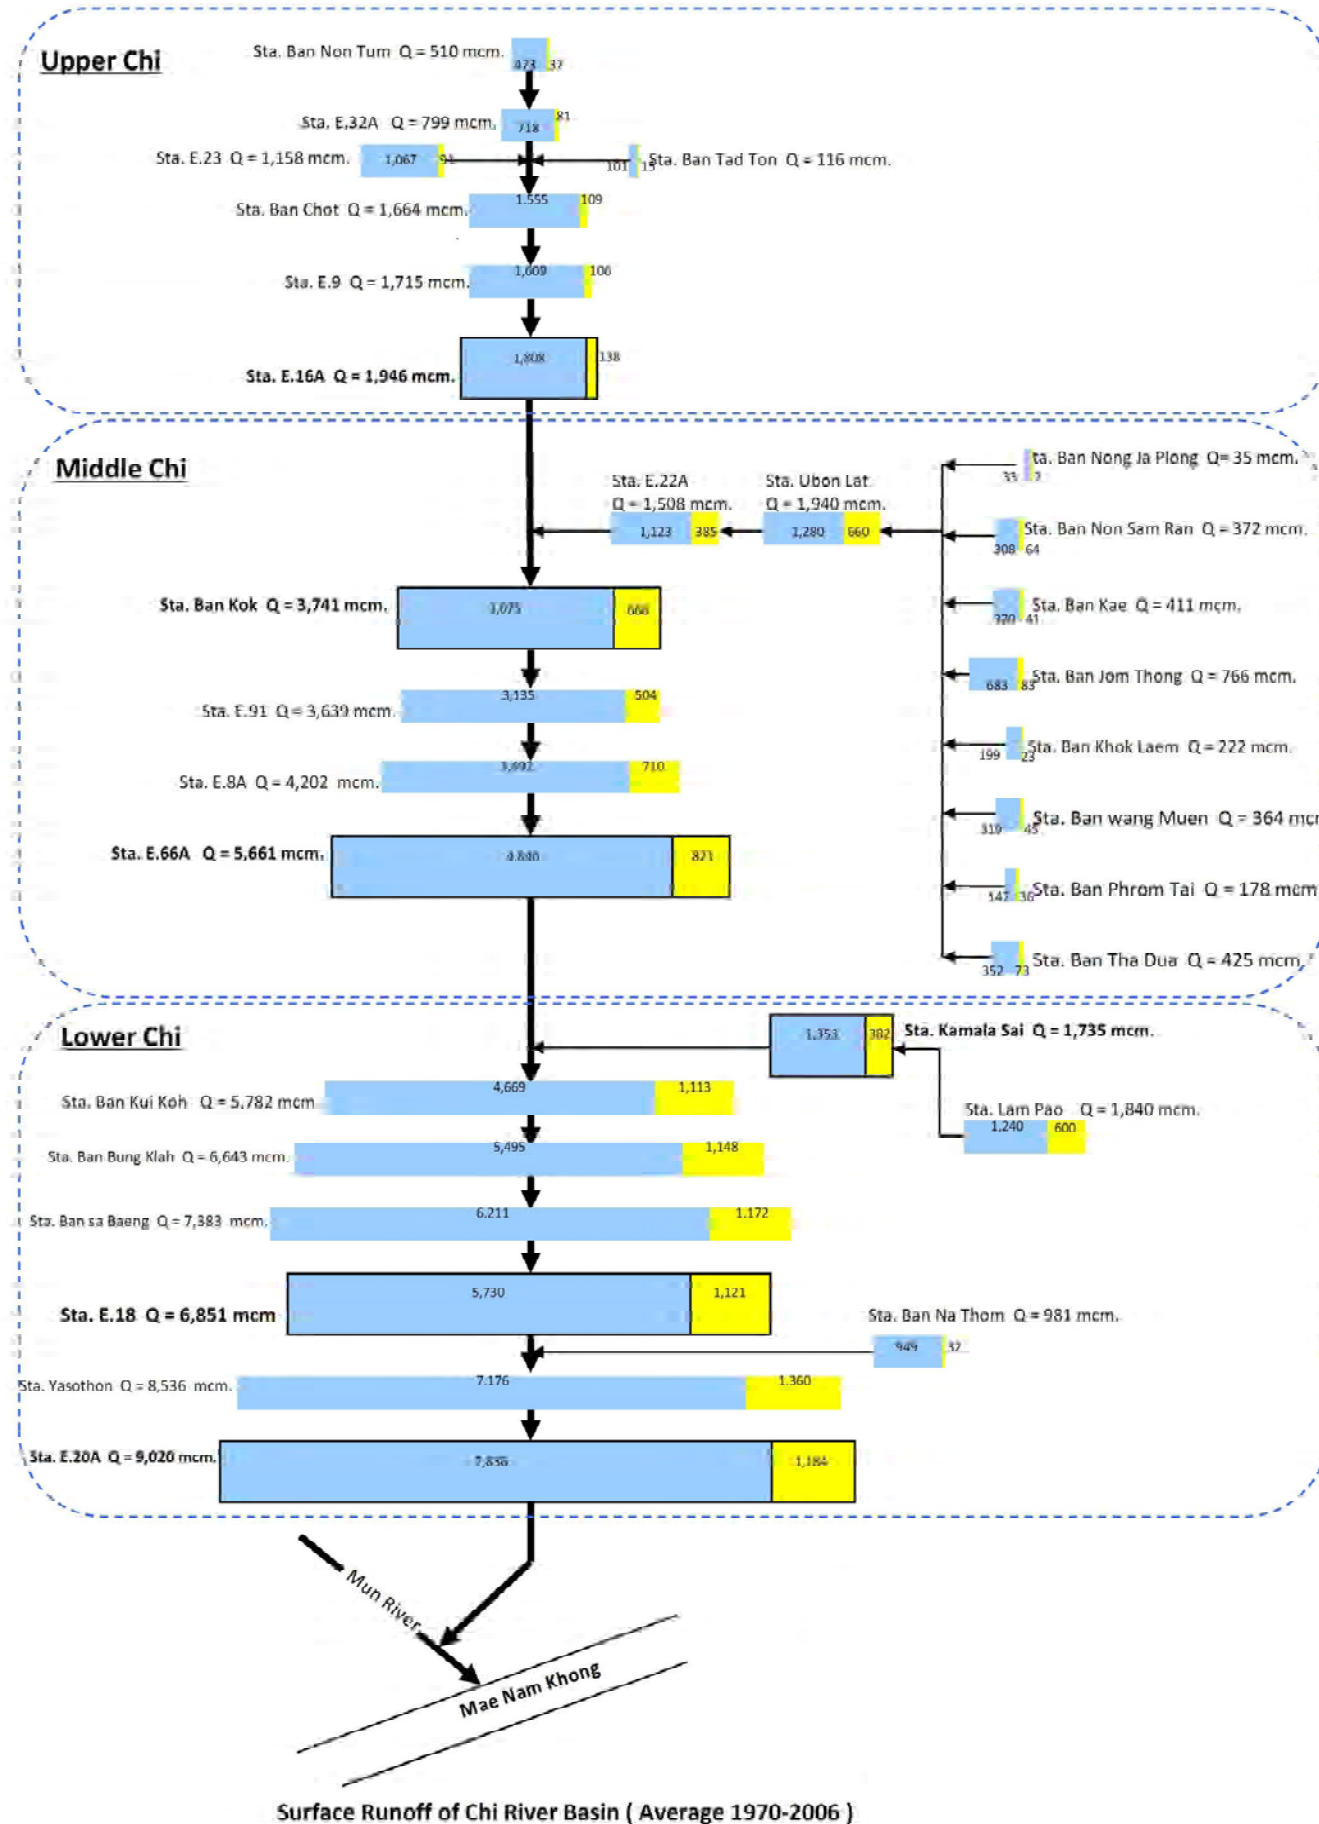 Upper Chi
Sta. Ban Non Tum Q = 510 mcm.
473 37
Sta. E.32A Q = 799 mcm.
718 81
Sta. E.23 Q = 1,158 mcm.
1,067 91
101 15
Sta. Ban Tad Ton Q = 116 mcm.
Sta. Ban Chot Q = 1,664 mcm.
1.555 109
Sta. E.9 Q = 1,715 mcm.
1,609 106
Sta. E.16A Q = 1,946 mcm.
1,808 138
Middle Chi
Sta. E.22A
Q = 1,508 mcm.
1,123 385
Sta. Ubon Lat
Q = 1,940 mcm.
1,280 660
ta. Ban Nong Ja Plong Q= 35 mcm.
33 2
Sta. Ban Non Sam Ran Q = 372 mcm.
308 64
Sta. Ban Kae Q = 411 mcm.
41
Sta. Ban Jom Thong Q = 766 mcm.
683 83
Sta. Ban Khok Laem Q = 222 mcm.
199 23
Sta. Ban wang Muen Q = 364 mcm
319 45
Sta. Ban Phrom Tai Q = 178 mcm
36
Sta. Ban Tha Dua Q = 425 mcm
352 73
Sta. Ban Kok Q = 3,741 mcm.
3,075 666
Sta. E.91 Q = 3,639 mcm.
3,135 504
Sta. E.8A Q = 4,202 mcm.
710
Sta. E.66A Q = 5,661 mcm.
4,840 821
Lower Chi
1,353 382
Sta. Kamala Sai Q = 1,735 mcm.
Sta. Lam Pao Q = 1,840 mcm.
1,240 600
Sta. Ban Kui Koh Q = 5,782 mcm
4,669 1,113
Sta. Ban Bung Klah Q = 6,643 mcm.
5,495 1,148
Sta. Ban sa Baeng Q = 7,383 mcm.
6.211 1.172
Sta. E.18 Q = 6,851 mcm
5,730 1,121
Sta. Ban Na Thom Q = 981 mcm.
949 32
Sta. Yasothon Q = 8,536 mcm.
7.176 1.360
Sta. E.20A Q = 9,020 mcm.
7,836 1,184
Mun River
Mae Nam Khong
Surface Runoff of Chi River Basin ( Average 1970-2006 )